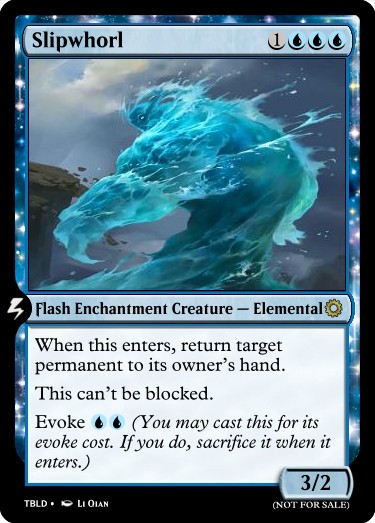 Slipwhorl 1
Flash Enchantment Creature — Elemental
When this enters, return target
permanent to its owner's hand.
This can't be blocked.
Evoke (You may cast this for its
evoke cost. If you do, sacrifice it when it
enters.)
3/2
TBLD • Li Qian
(NOT FOR SALE)